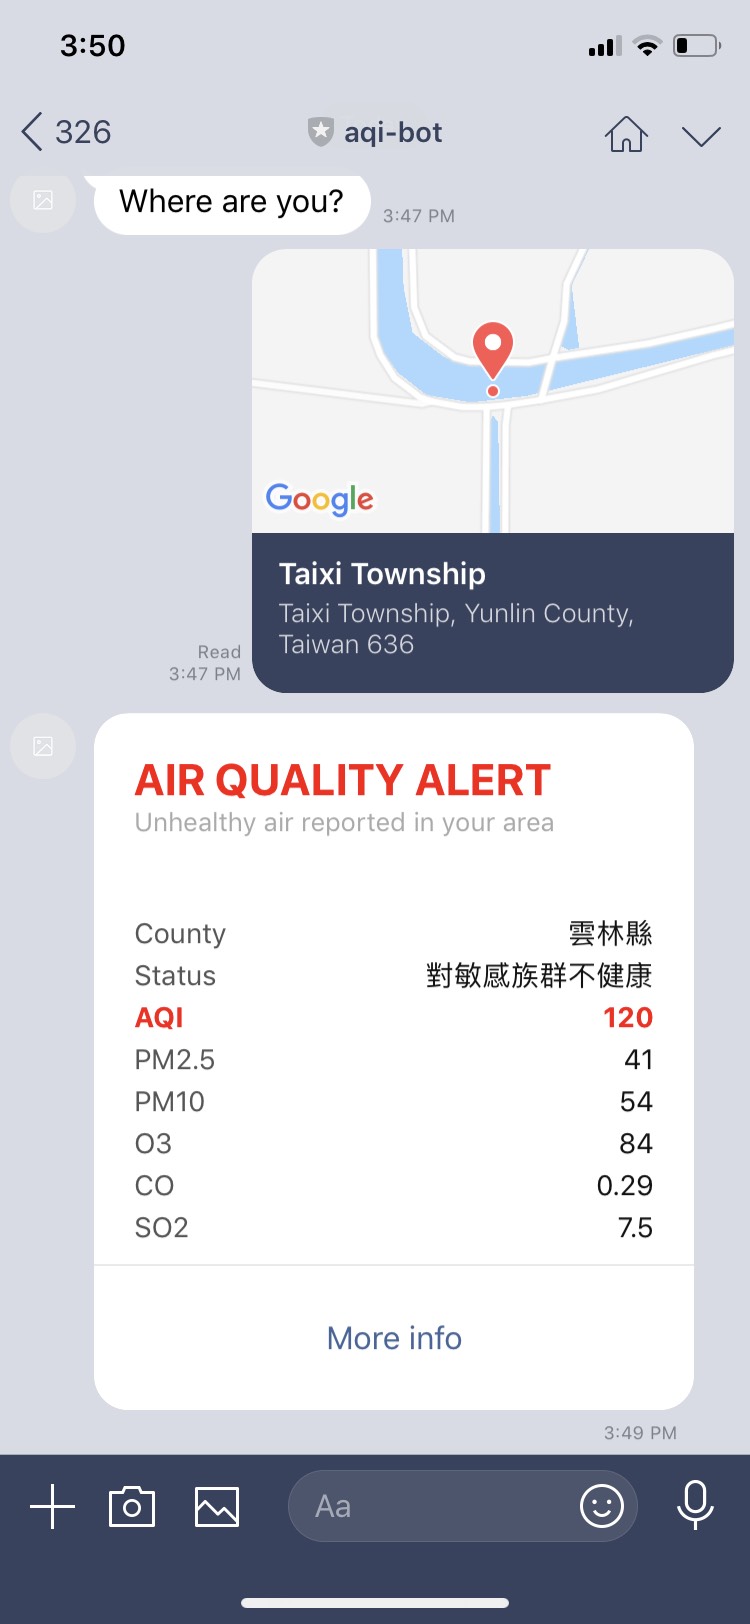 3:50
326
aqi-bot
Where are you?
3:47 PM
Google
Taixi Township
Taixi Township, Yunlin County,
Taiwan 636
Read
3:47 PM
AIR QUALITY ALERT
Unhealthy air reported in your area
County 雲林縣
Status 對敏感族群不健康
AQI 120
PM2.5 41
PM10 54
O3 84
CO 0.29
SO2 7.5
More info
3:49 PM
Aa